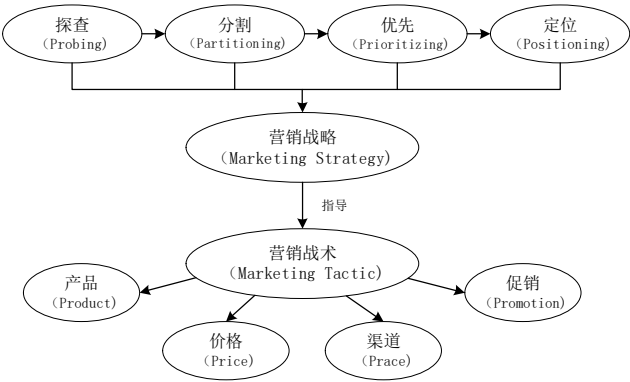 探查
（Probing）
分割
（Partitioning）
优先
（Prioritizing）
定位
（Positioning）
营销战略
（Marketing Strategy）
指导
营销战术
（Marketing Tactic）
产品
（Product）
促销
（Promotion）
价格
（Price）
渠道
（Prace）